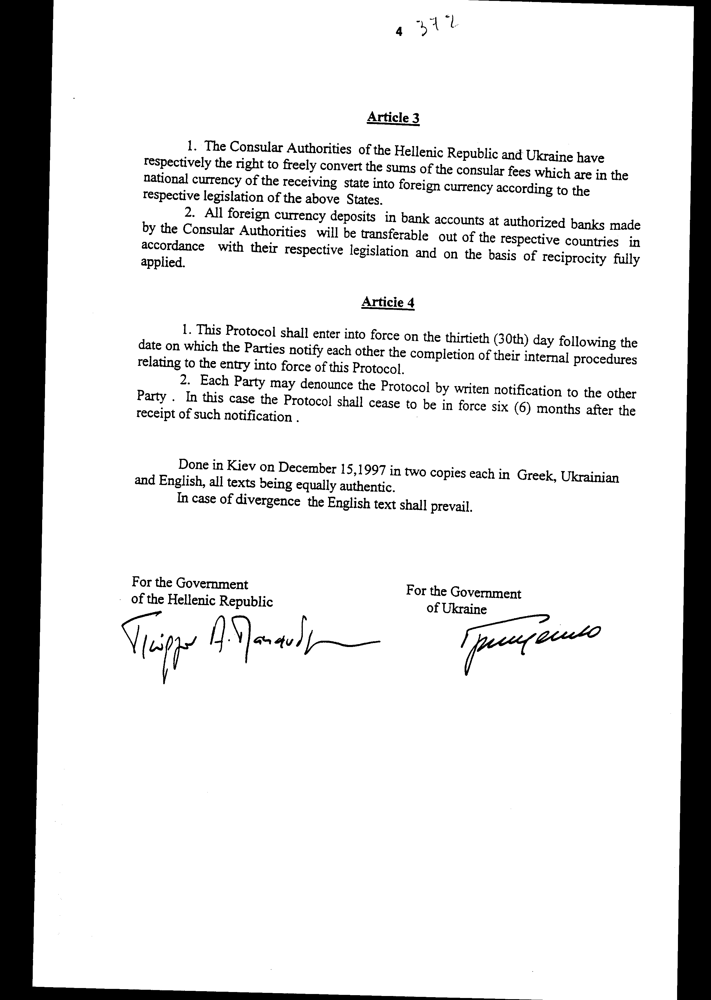 4 372
Article 3
1. The Consular Authorities of the Hellenic Republic and Ukraine have
respectively the right to freely convert the sums of the consular fees which are in the
national currency of the receiving state into foreign currency according to the
respective legislation of the above States.
2. All foreign currency deposits in bank accounts at authorized banks made
by the Consular Authorities will be transferable out of the respective countries in
accordance with their respective legislation and on the basis of reciprocity fully
applied.
Article 4
1. This Protocol shall enter into force on the thirtieth (30th) day following the
date on which the Parties notify each other the completion of their internal procedures
relating to the entry into force of this Protocol.
2. Each Party may denounce the Protocol by writen notification to the other
Party . In this case the Protocol shall cease to be in force six (6) months after the
receipt of such notification .
Done in Kiev on December 15,1997 in two copies each in Greek, Ukrainian
and English, all texts being equally authentic.
In case of divergence the English text shall prevail.
For the Government
of the Hellenic Republic
For the Government
of Ukraine